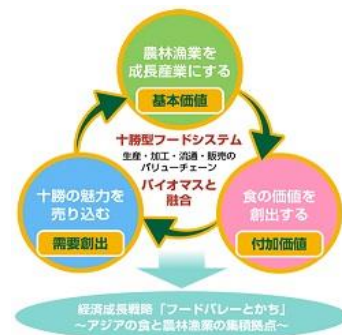 農林漁業を
成長産業にする
基本価値
十勝型フードシステム
生産・加工・流通・販売の
バリューチェーン
バイオマスと
融合
十勝の魅力を
売り込む
需要創出
食の価値を
創出する
付加価値
経済成長戦略「フードバレーとかち」
~アジアの食と農林漁業の集積拠点~